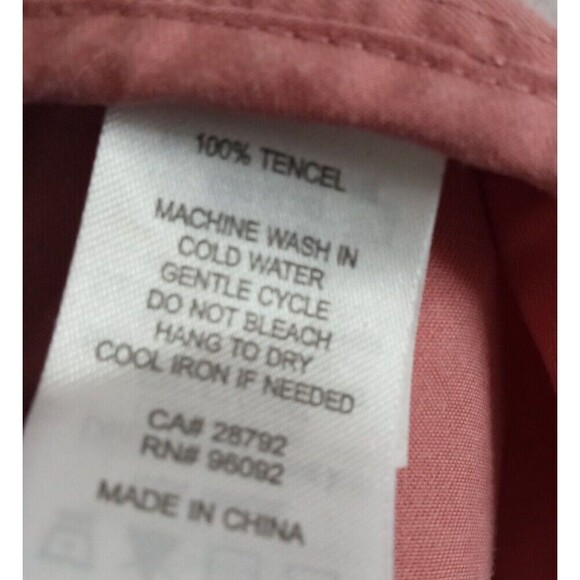 100% TENCEL
MACHINE WASH IN
COLD WATER
GENTLE CYCLE
DO NOT BLEACH
HANG TO DRY
COOL IRON IF NEEDED
CA# 28792
RN# 96092
MADE IN CHINA